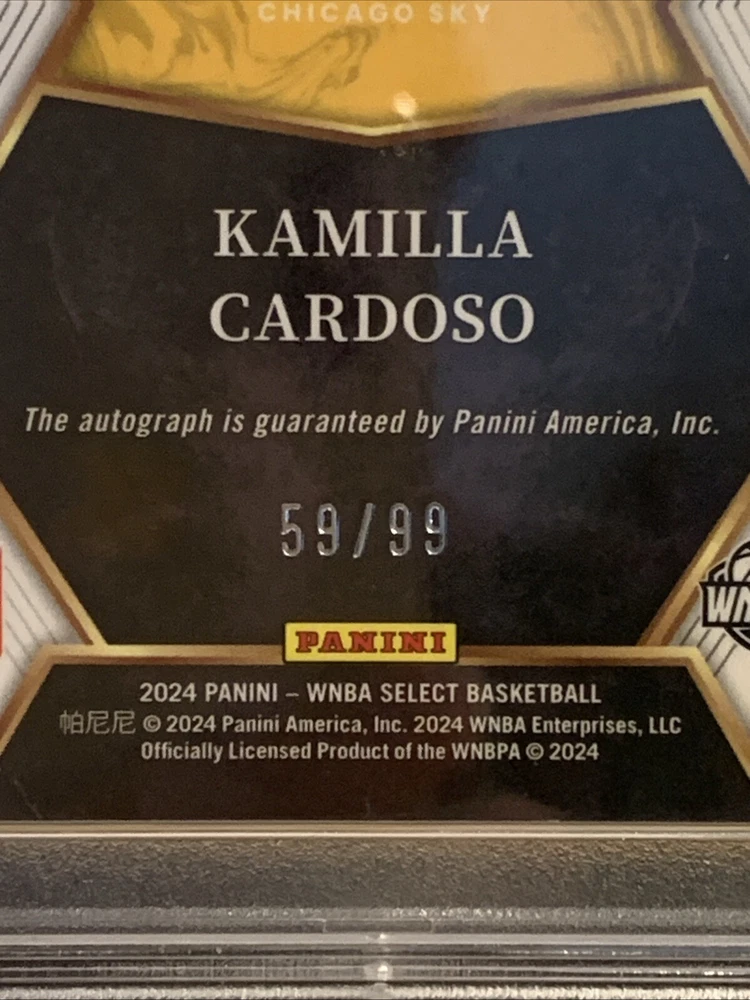 CHICAGO SKY
KAMILLA
CARDOSO
The autograph is guaranteed by Panini America, Inc.
59/99
PANINI
2024 PANINI – WNBA SELECT BASKETBALL
帕尼尼 © 2024 Panini America, Inc. 2024 WNBA Enterprises, LLC
Officially Licensed Product of the WNBPA © 2024